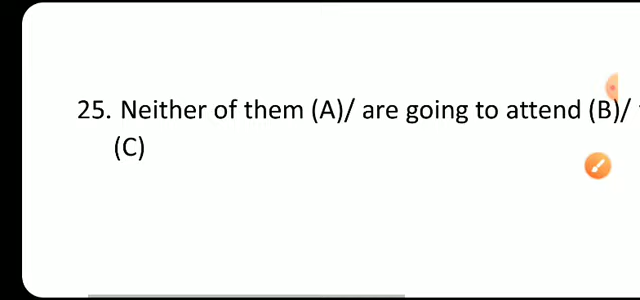 25. Neither of them (A)/ are going to attend (B)/
(C)